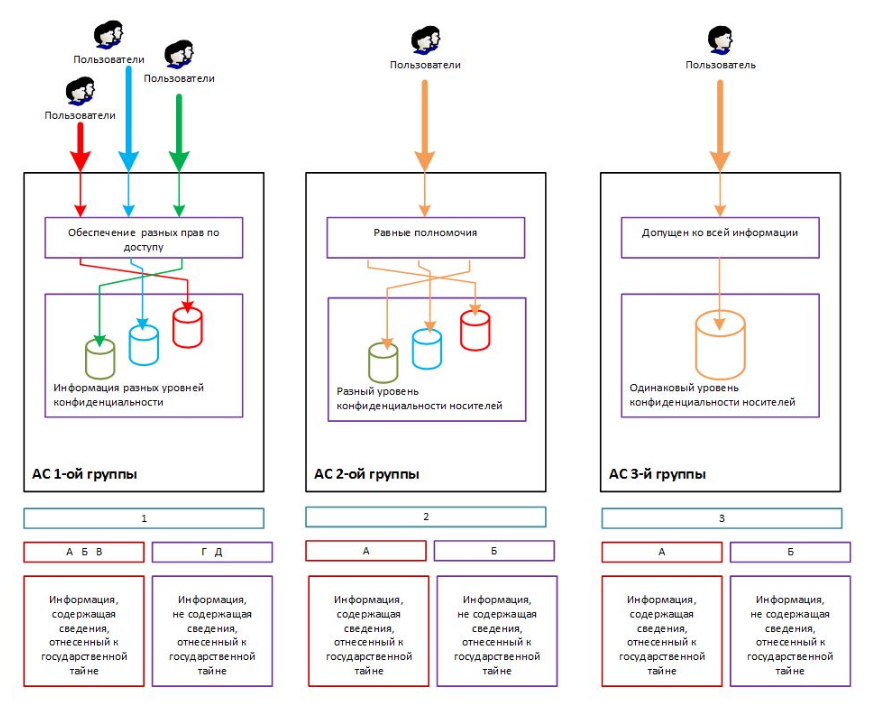 Пользователи
Пользователи
Пользователи
Обеспечение разных прав по
доступу
Информация разных уровней
конфиденциальности
АС 1-ой группы
1
А Б В
Г Д
Информация,
содержащая
сведения,
отнесенный к
государственной
тайне
Информация,
не содержащая
сведения,
отнесенный к
государственной
тайне
Пользователи
Равные полномочия
Разный уровень
конфиденциальности носителей
АС 2-ой группы
2
А
Б
Информация,
содержащая
сведения,
отнесенный к
государственной
тайне
Информация,
не содержащая
сведения,
отнесенный к
государственной
тайне
Пользователь
Допущен ко всей информации
Одинаковый уровень
конфиденциальности носителей
АС 3-й группы
3
А
Б
Информация,
содержащая
сведения,
отнесенный к
государственной
тайне
Информация,
не содержащая
сведения,
отнесенный к
государственной
тайне